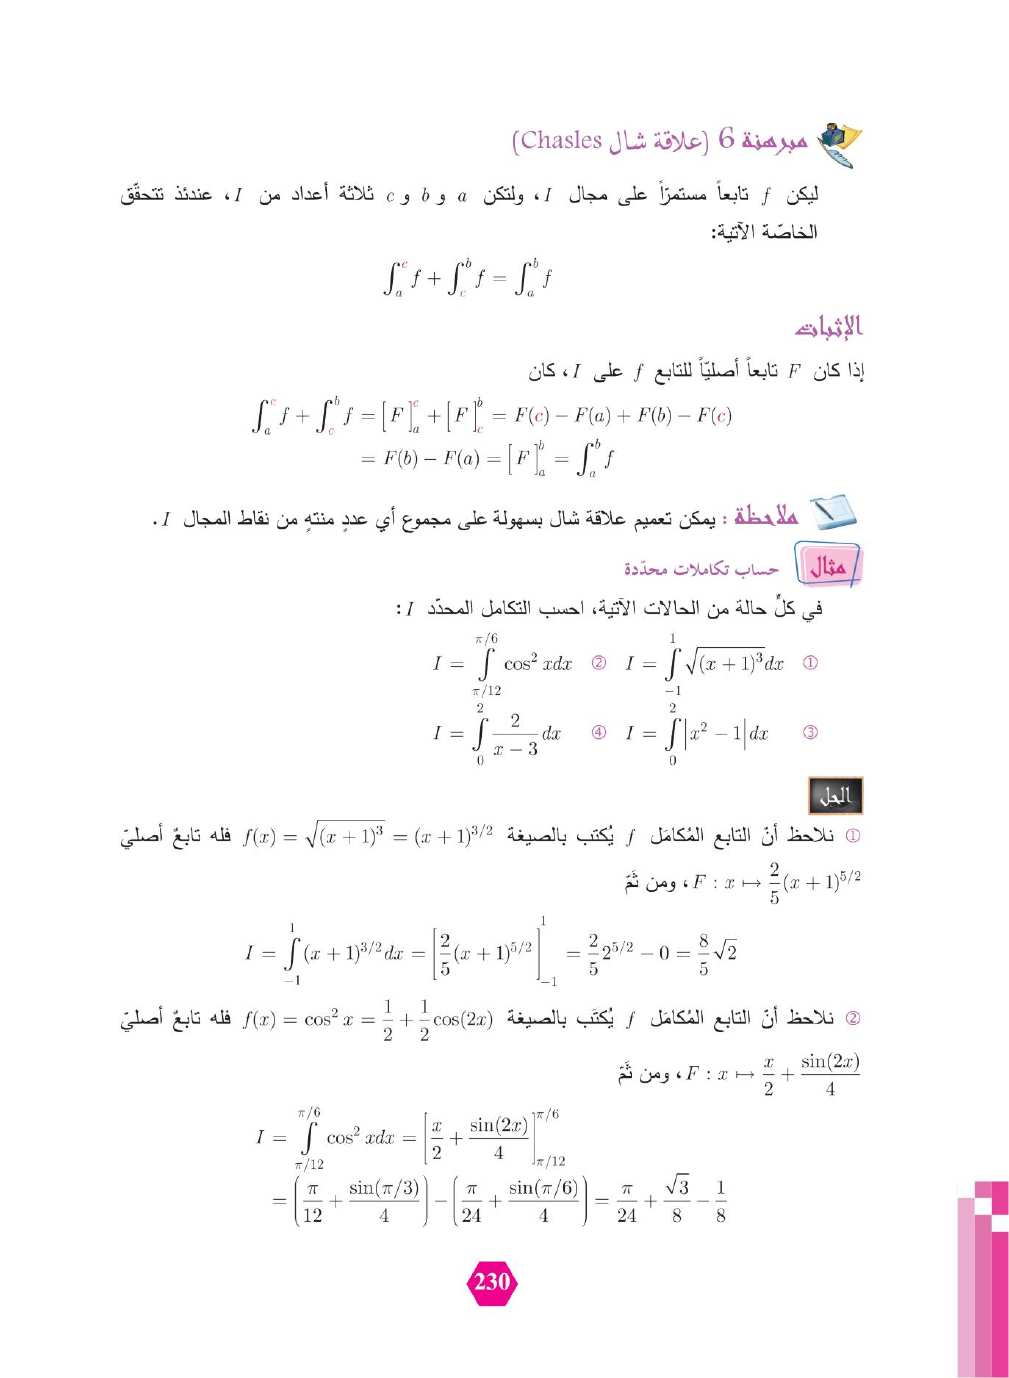 مبرهنة 6 (علاقة شال Chasles)
ليكن f تابعاً مستمرّاً على مجال I، ولتكن a و b و c ثلاثة أعداد من I، عندئذ تتحقّق
الخاصّة الآتية:
∫_a^c f + ∫_c^b f = ∫_a^b f
الإثبات
إذا كان F تابعاً أصليّاً للتابع f على I، كان
∫_a^c f + ∫_c^b f = [F]_a^c + [F]_c^b = F(c) − F(a) + F(b) − F(c)
= F(b) − F(a) = [F]_a^b = ∫_a^b f
ملاحظة : يمكن تعميم علاقة شال بسهولة على مجموع أي عددٍ منتهٍ من نقاط المجال I.
مثال حساب تكاملات محدّدة
في كلِّ حالة من الحالات الآتية، احسب التكامل المحدّد I:
① I = ∫_{−1}^{1} √((x + 1)³) dx ② I = ∫_{π/12}^{π/6} cos² x dx
③ I = ∫_0^2 |x² − 1| dx ④ I = ∫_0^2 2/(x − 3) dx
الحل
① نلاحظ أنّ التابع المُكامَل f يُكتب بالصيغة f(x) = √((x + 1)³) = (x + 1)^{3/2} فله تابعٌ أصليّ
F : x ↦ 2/5 (x + 1)^{5/2}، ومن ثَمَّ
I = ∫_{−1}^{1} (x + 1)^{3/2} dx = [2/5 (x + 1)^{5/2}]_{−1}^{1} = 2/5 2^{5/2} − 0 = 8/5 √2
② نلاحظ أنّ التابع المُكامَل f يُكتَب بالصيغة f(x) = cos² x = 1/2 + 1/2 cos(2x) فله تابعٌ أصليّ
F : x ↦ x/2 + sin(2x)/4، ومن ثَمَّ
I = ∫_{π/12}^{π/6} cos² x dx = [x/2 + sin(2x)/4]_{π/12}^{π/6}
= (π/12 + sin(π/3)/4) − (π/24 + sin(π/6)/4) = π/24 + √3/8 − 1/8
230